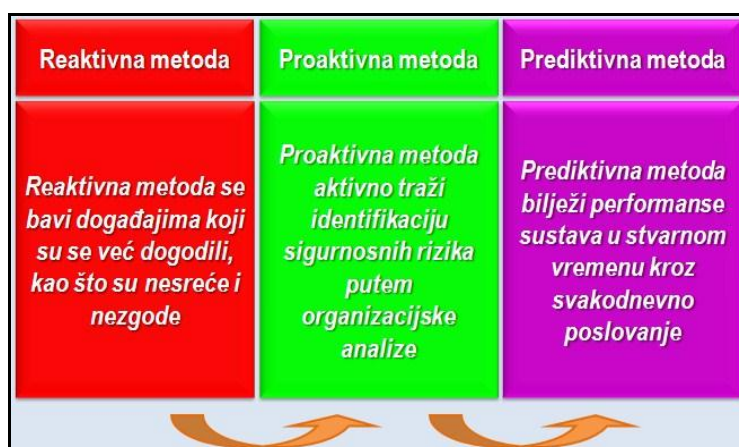 Reaktivna metoda
Proaktivna metoda
Prediktivna metoda
Reaktivna metoda se
bavi događajima koji
su se već dogodili,
kao što su nesreće i
nezgode
Proaktivna metoda
aktivno traži
identifikaciju
sigurnosnih rizika
putem
organizacijske
analize
Prediktivna metoda
bilježi performanse
sustava u stvarnom
vremenu kroz
svakodnevno
poslovanje